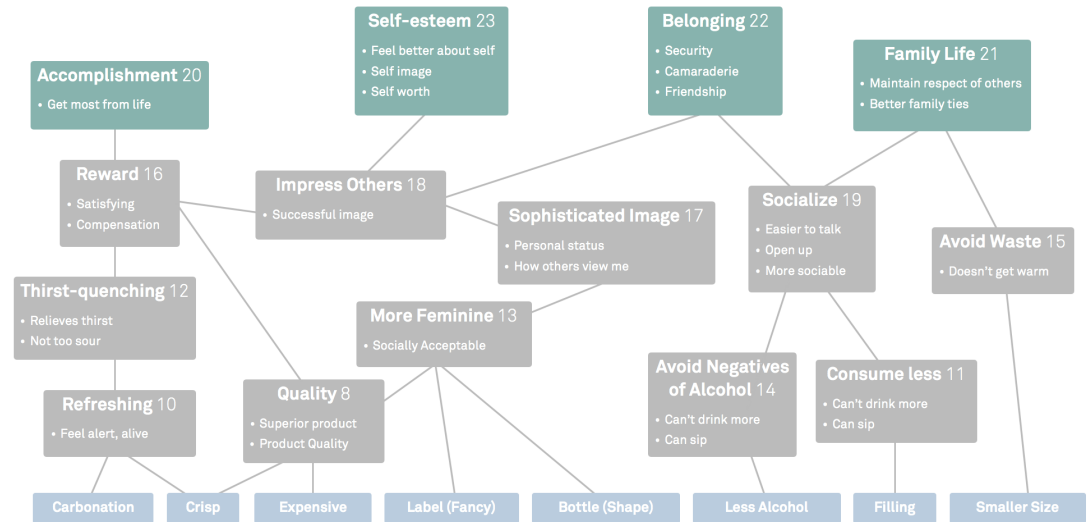 Self-esteem 23
• Feel better about self
• Self image
• Self worth
Belonging 22
• Security
• Camaraderie
• Friendship
Family Life 21
• Maintain respect of others
• Better family ties
Accomplishment 20
• Get most from life
Reward 16
• Satisfying
• Compensation
Impress Others 18
• Successful image
Sophisticated Image 17
• Personal status
• How others view me
Socialize 19
• Easier to talk
• Open up
• More sociable
Avoid Waste 15
• Doesn't get warm
Thirst-quenching 12
• Relieves thirst
• Not too sour
More Feminine 13
• Socially Acceptable
Avoid Negatives
of Alcohol 14
• Can't drink more
• Can sip
Consume less 11
• Can't drink more
• Can sip
Refreshing 10
• Feel alert, alive
Quality 8
• Superior product
• Product Quality
Carbonation
Crisp
Expensive
Label (Fancy)
Bottle (Shape)
Less Alcohol
Filling
Smaller Size